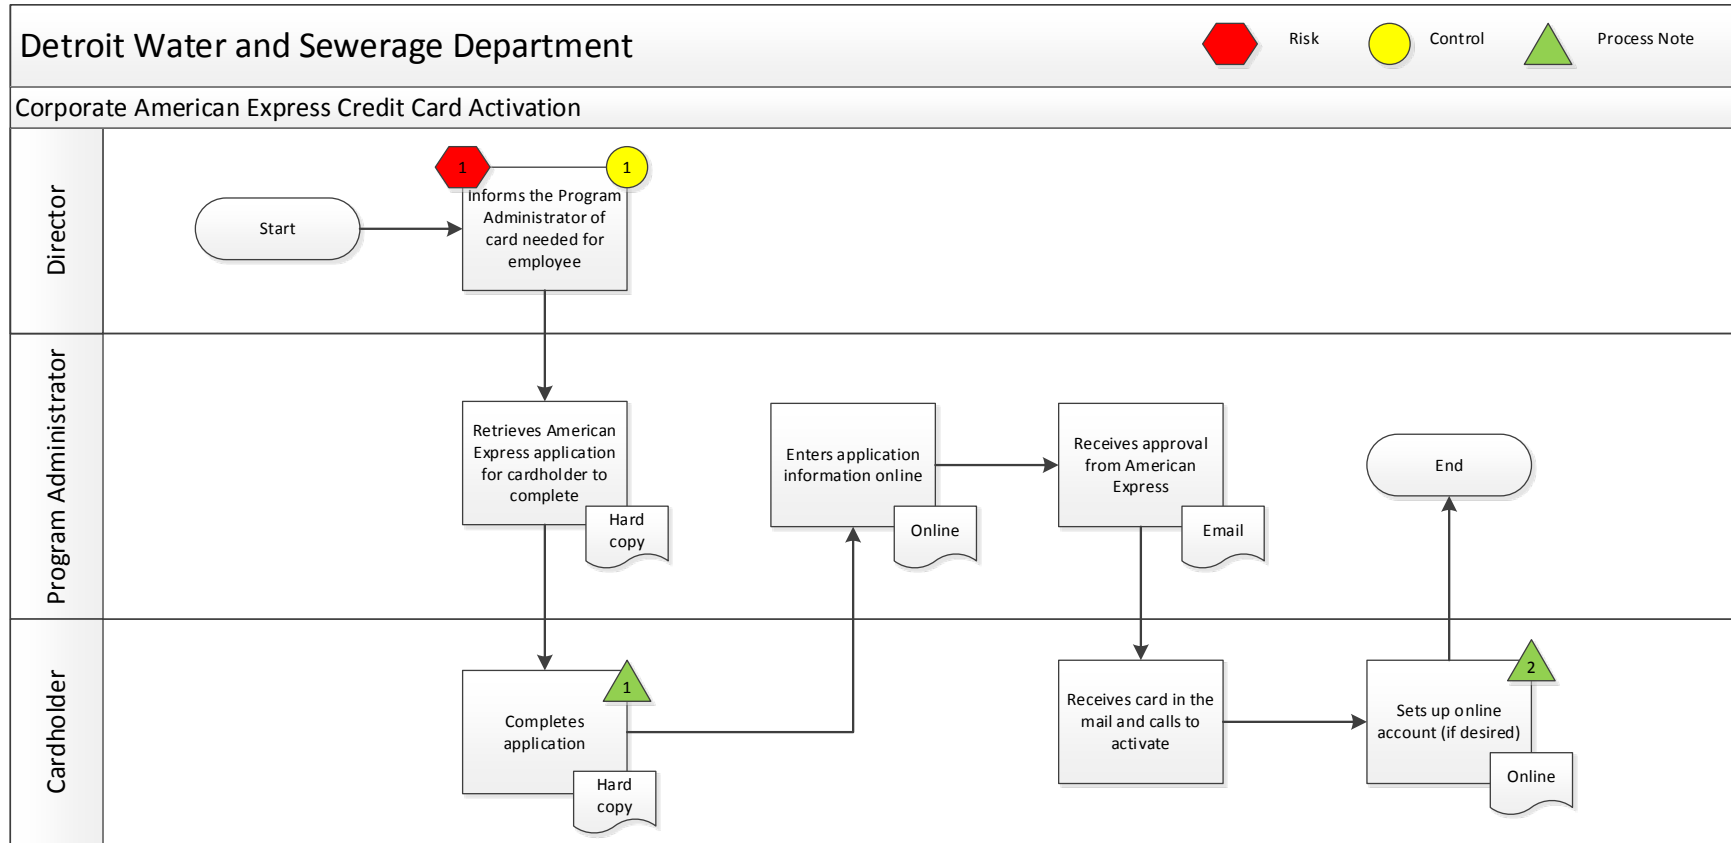 Detroit Water and Sewerage Department
Risk
Control
Process Note
Corporate American Express Credit Card Activation
Director
Start
1
1
Informs the Program
Administrator of
card needed for
employee
Program Administrator
Retrieves American
Express application
for cardholder to
complete
Hard
copy
Enters application
information online
Online
Receives approval
from American
Express
Email
End
Cardholder
1
Completes
application
Hard
copy
Receives card in the
mail and calls to
activate
2
Sets up online
account (if desired)
Online